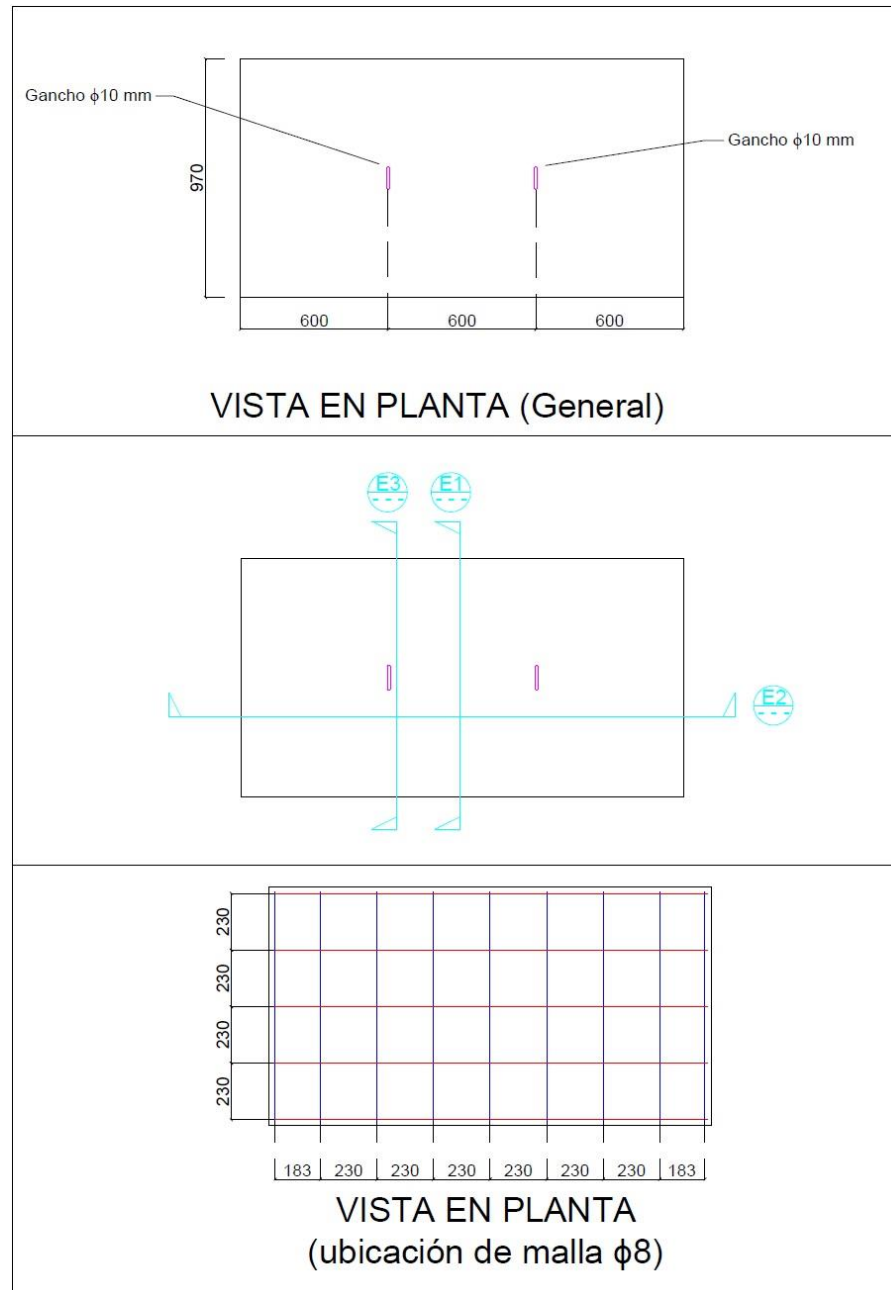 Gancho ϕ10 mm
Gancho ϕ10 mm
970
600 600 600
VISTA EN PLANTA (General)
E3 E1
E2
230
230
230
230
183 230 230 230 230 230 230 183
VISTA EN PLANTA
(ubicación de malla ϕ8)